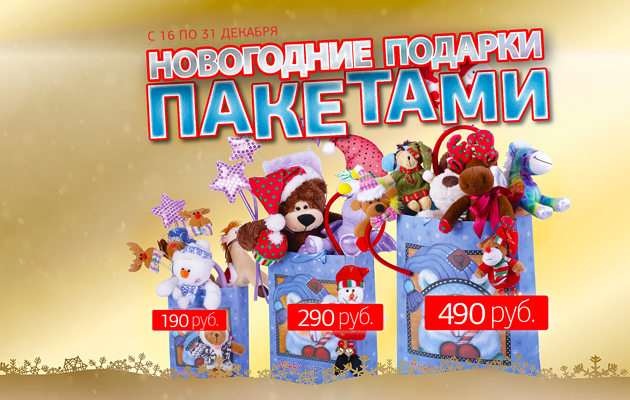 С 16 ПО 31 ДЕКАБРЯ
НОВОГОДНИЕ ПОДАРКИ
ПАКЕТАМИ
190 руб.
290 руб.
490 руб.